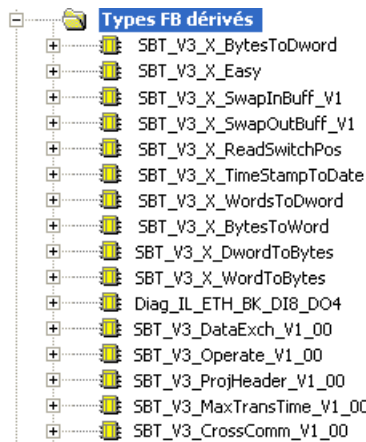 Types FB dérivés
SBT_V3_X_BytesToDword
SBT_V3_X_Easy
SBT_V3_X_SwapInBuff_V1
SBT_V3_X_SwapOutBuff_V1
SBT_V3_X_ReadSwitchPos
SBT_V3_X_TimeStampToDate
SBT_V3_X_WordsToDword
SBT_V3_X_BytesToWord
SBT_V3_X_DwordToBytes
SBT_V3_X_WordToBytes
Diag_IL_ETH_BK_DI8_DO4
SBT_V3_DataExch_V1_00
SBT_V3_Operate_V1_00
SBT_V3_ProjHeader_V1_00
SBT_V3_MaxTransTime_V1_00
SBT_V3_CrossComm_V1_00